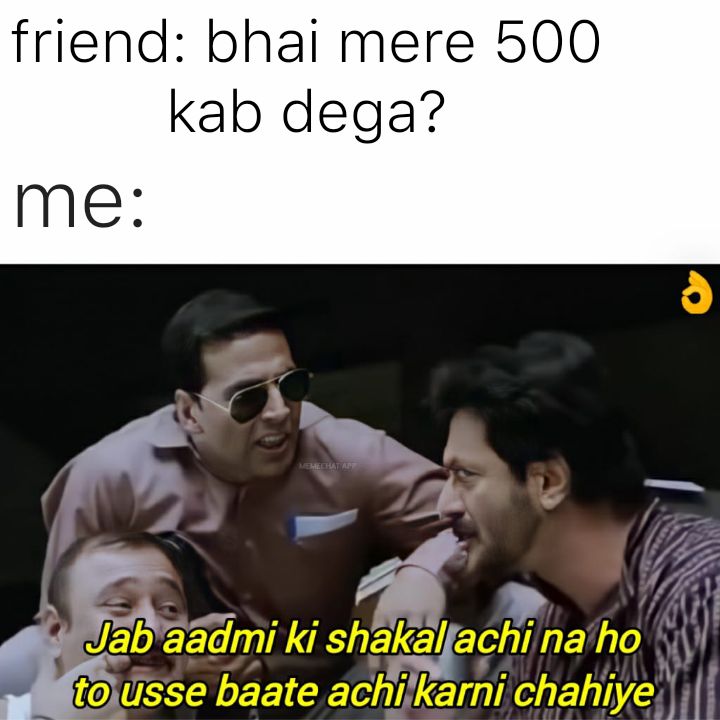 friend: bhai mere 500
kab dega?
me:
MEMECHAT APP
Jab aadmi ki shakal achi na ho
to usse baate achi karni chahiye